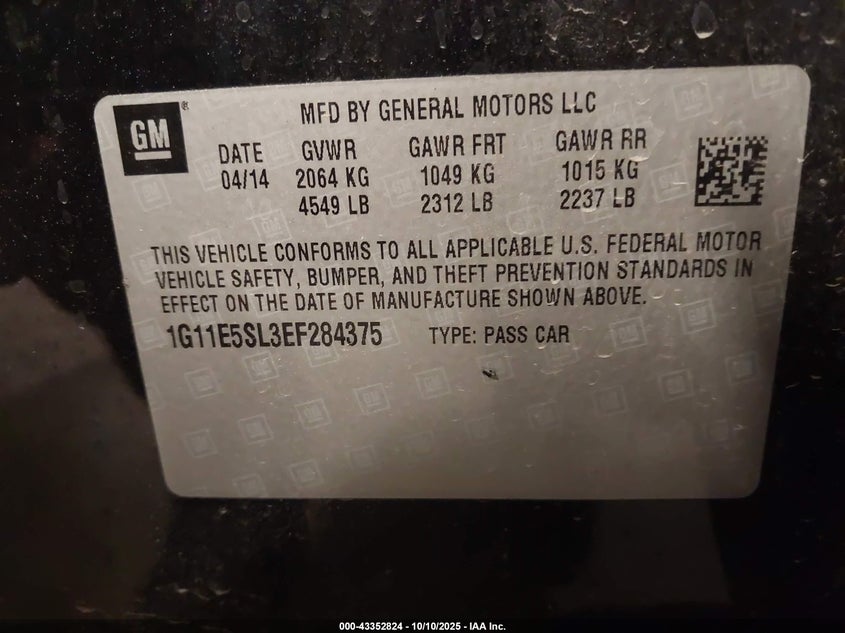 GM
MFD BY GENERAL MOTORS LLC
DATE GVWR GAWR FRT GAWR RR
04/14 2064 KG 1049 KG 1015 KG
4549 LB 2312 LB 2237 LB
THIS VEHICLE CONFORMS TO ALL APPLICABLE U.S. FEDERAL MOTOR
VEHICLE SAFETY, BUMPER, AND THEFT PREVENTION STANDARDS IN
EFFECT ON THE DATE OF MANUFACTURE SHOWN ABOVE.
1G11E5SL3EF284375 TYPE: PASS CAR
000-43352824 - 10/10/2025 - IAA Inc.